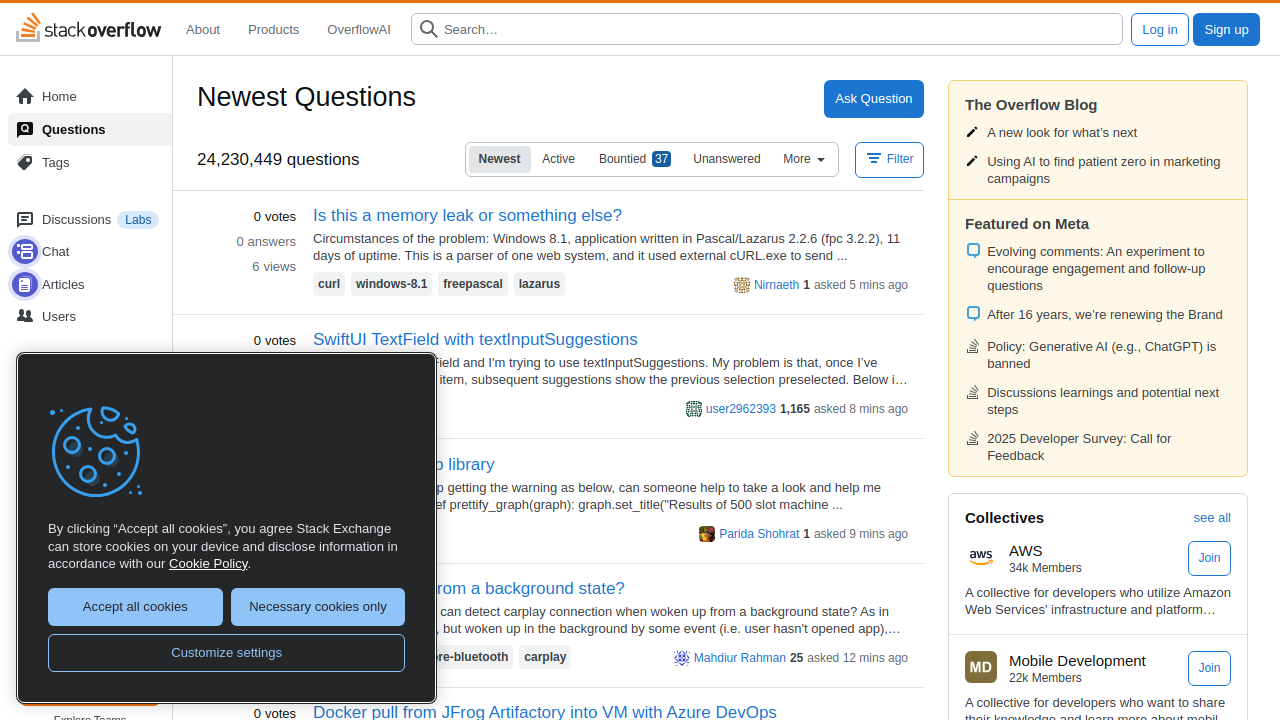 stackoverflow
About
Products
OverflowAI
Search…
Log in
Sign up
Home
Questions
Tags
Discussions Labs
Chat
Articles
Users
Newest Questions
Ask Question
24,230,449 questions
Newest
Active
Bountied 37
Unanswered
More
Filter
0 votes
0 answers
6 views
Is this a memory leak or something else?
Circumstances of the problem: Windows 8.1, application written in Pascal/Lazarus 2.2.6 (fpc 3.2.2), 11
days of uptime. This is a parser of one web system, and it used external cURL.exe to send ...
curl windows-8.1 freepascal lazarus
Nirnaeth 1 asked 5 mins ago
0 votes
SwiftUI TextField with textInputSuggestions
ield and I'm trying to use textInputSuggestions. My problem is that, once I've
item, subsequent suggestions show the previous selection preselected. Below i…
user2962393 1,165 asked 8 mins ago
library
getting the warning as below, can someone help to take a look and help me
ef prettify_graph(graph): graph.set_title("Results of 500 slot machine ...
Parida Shohrat 1 asked 9 mins ago
rom a background state?
can detect carplay connection when woken up from a background state? As in
, but woken up in the background by some event (i.e. user hasn't opened app),…
re-bluetooth carplay
Mahdiur Rahman 25 asked 12 mins ago
0 votes
Docker pull from JFrog Artifactory into VM with Azure DevOps
By clicking “Accept all cookies”, you agree Stack Exchange
can store cookies on your device and disclose information in
accordance with our Cookie Policy.
Accept all cookies
Necessary cookies only
Customize settings
Explore Teams
The Overflow Blog
A new look for what’s next
Using AI to find patient zero in marketing
campaigns
Featured on Meta
Evolving comments: An experiment to
encourage engagement and follow-up
questions
After 16 years, we’re renewing the Brand
Policy: Generative AI (e.g., ChatGPT) is
banned
Discussions learnings and potential next
steps
2025 Developer Survey: Call for
Feedback
Collectives
see all
aws
AWS
34k Members
Join
A collective for developers who utilize Amazon
Web Services' infrastructure and platform…
MD
Mobile Development
22k Members
Join
A collective for developers who want to share
their knowledge and learn more about mobil